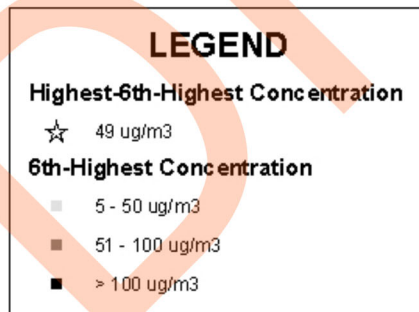 LEGEND
Highest-6th-Highest Concentration
49 ug/m3
6th-Highest Concentration
5 - 50 ug/m3
51 - 100 ug/m3
> 100 ug/m3